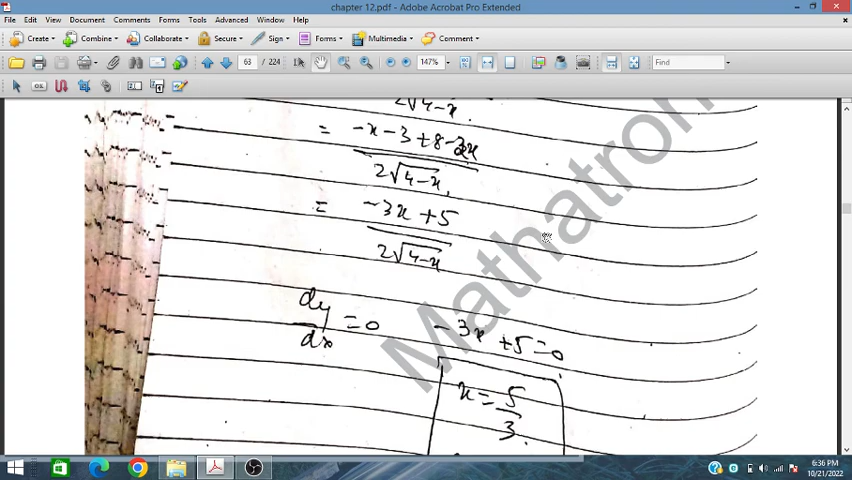 chapter 12.pdf - Adobe Acrobat Pro Extended
File Edit View Document Comments Forms Tools Advanced Window Help
Create Combine Collaborate Secure Sign Forms Multimedia Comment
63 / 224 147% Find
2√4-x
= -x-3+8-2x
2√4-x
= -3x+5
2√4-x
dy/dx = 0 -3x+5=0
x = 5/3
Mathatron
6:36 PM
10/21/2022